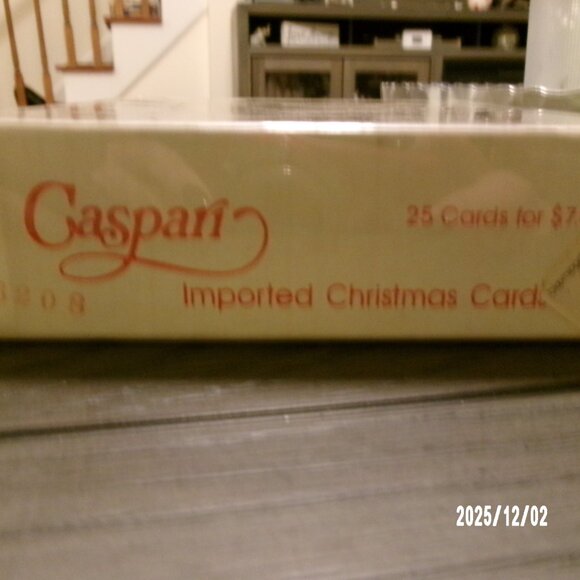 Caspari
25 Cards for $7.
208
Imported Christmas Cards
2025/12/02